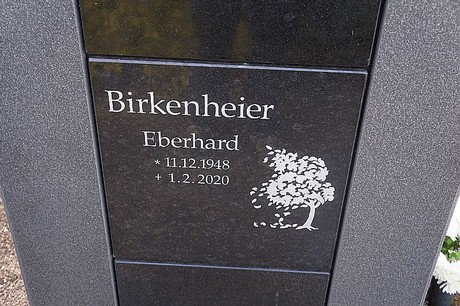 Birkenheier
Eberhard
* 11.12.1948
+ 1.2.2020